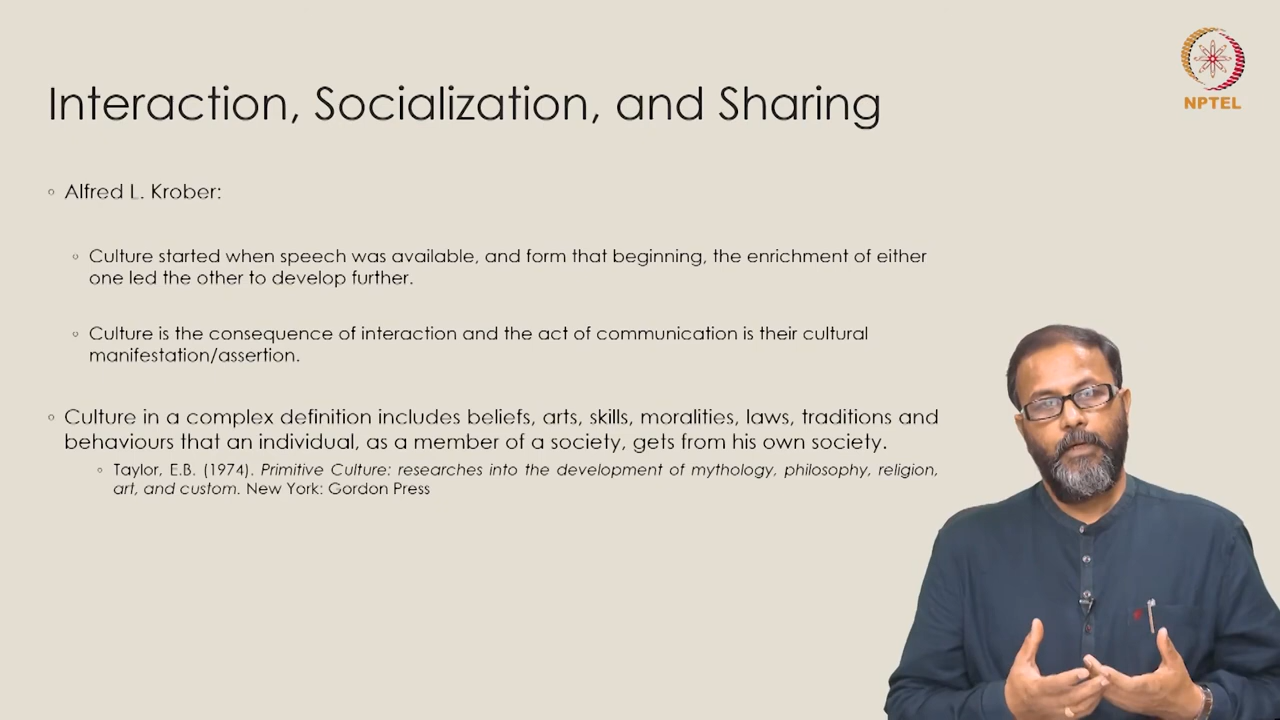 Interaction, Socialization, and Sharing
NPTEL
Alfred L. Krober:
Culture started when speech was available, and form that beginning, the enrichment of either
one led the other to develop further.
Culture is the consequence of interaction and the act of communication is their cultural
manifestation/assertion.
Culture in a complex definition includes beliefs, arts, skills, moralities, laws, traditions and
behaviours that an individual, as a member of a society, gets from his own society.
Taylor, E.B. (1974). Primitive Culture: researches into the development of mythology, philosophy, religion,
art, and custom. New York: Gordon Press